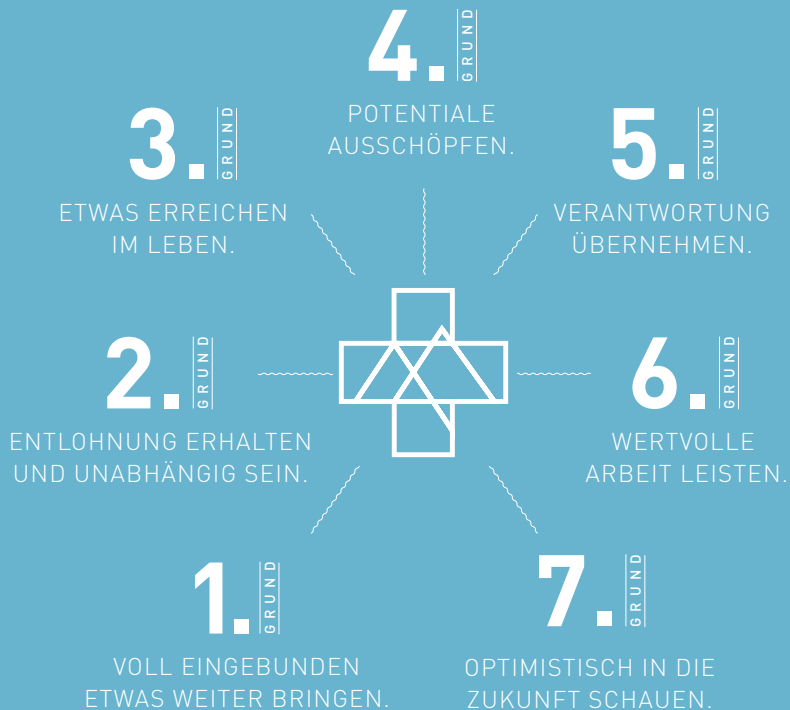 4.
GRUND
POTENTIALE
AUSSCHÖPFEN.
3.
GRUND
ETWAS ERREICHEN
IM LEBEN.
5.
GRUND
VERANTWORTUNG
ÜBERNEHMEN.
2.
GRUND
ENTLOHNUNG ERHALTEN
UND UNABHÄNGIG SEIN.
6.
GRUND
WERTVOLLE
ARBEIT LEISTEN.
1.
GRUND
VOLL EINGEBUNDEN
ETWAS WEITER BRINGEN.
7.
GRUND
OPTIMISTISCH IN DIE
ZUKUNFT SCHAUEN.